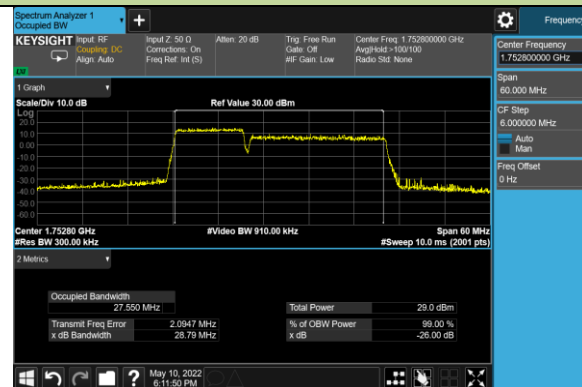 Spectrum Analyzer 1
Occupied BW
+
Frequency
KEYSIGHT
Input: RF
Coupling: DC
Align: Auto
Input Z: 50 Ω
Corrections: On
Freq Ref: Int (S)
Atten: 20 dB
Trig: Free Run
Gate: Off
#IF Gain: Low
Center Freq: 1.752800000 GHz
Avg|Hold:>100/100
Radio Std: None
Center Frequency
1.752800000 GHz
Span
60.000 MHz
CF Step
6.000000 MHz
Auto
Man
Freq Offset
0 Hz
1 Graph
Scale/Div 10.0 dB
Ref Value 30.00 dBm
Log
20.0
10.0
0.00
-10.0
-20.0
-30.0
-40.0
-50.0
-60.0
Center 1.75280 GHz
#Video BW 910.00 kHz
Span 60 MHz
#Res BW 300.00 kHz
#Sweep 10.0 ms (2001 pts)
2 Metrics
Occupied Bandwidth
27.550 MHz
Total Power
29.0 dBm
Transmit Freq Error
2.0947 MHz
% of OBW Power
99.00 %
x dB Bandwidth
28.79 MHz
x dB
-26.00 dB
?
May 10, 2022
6:11:50 PM